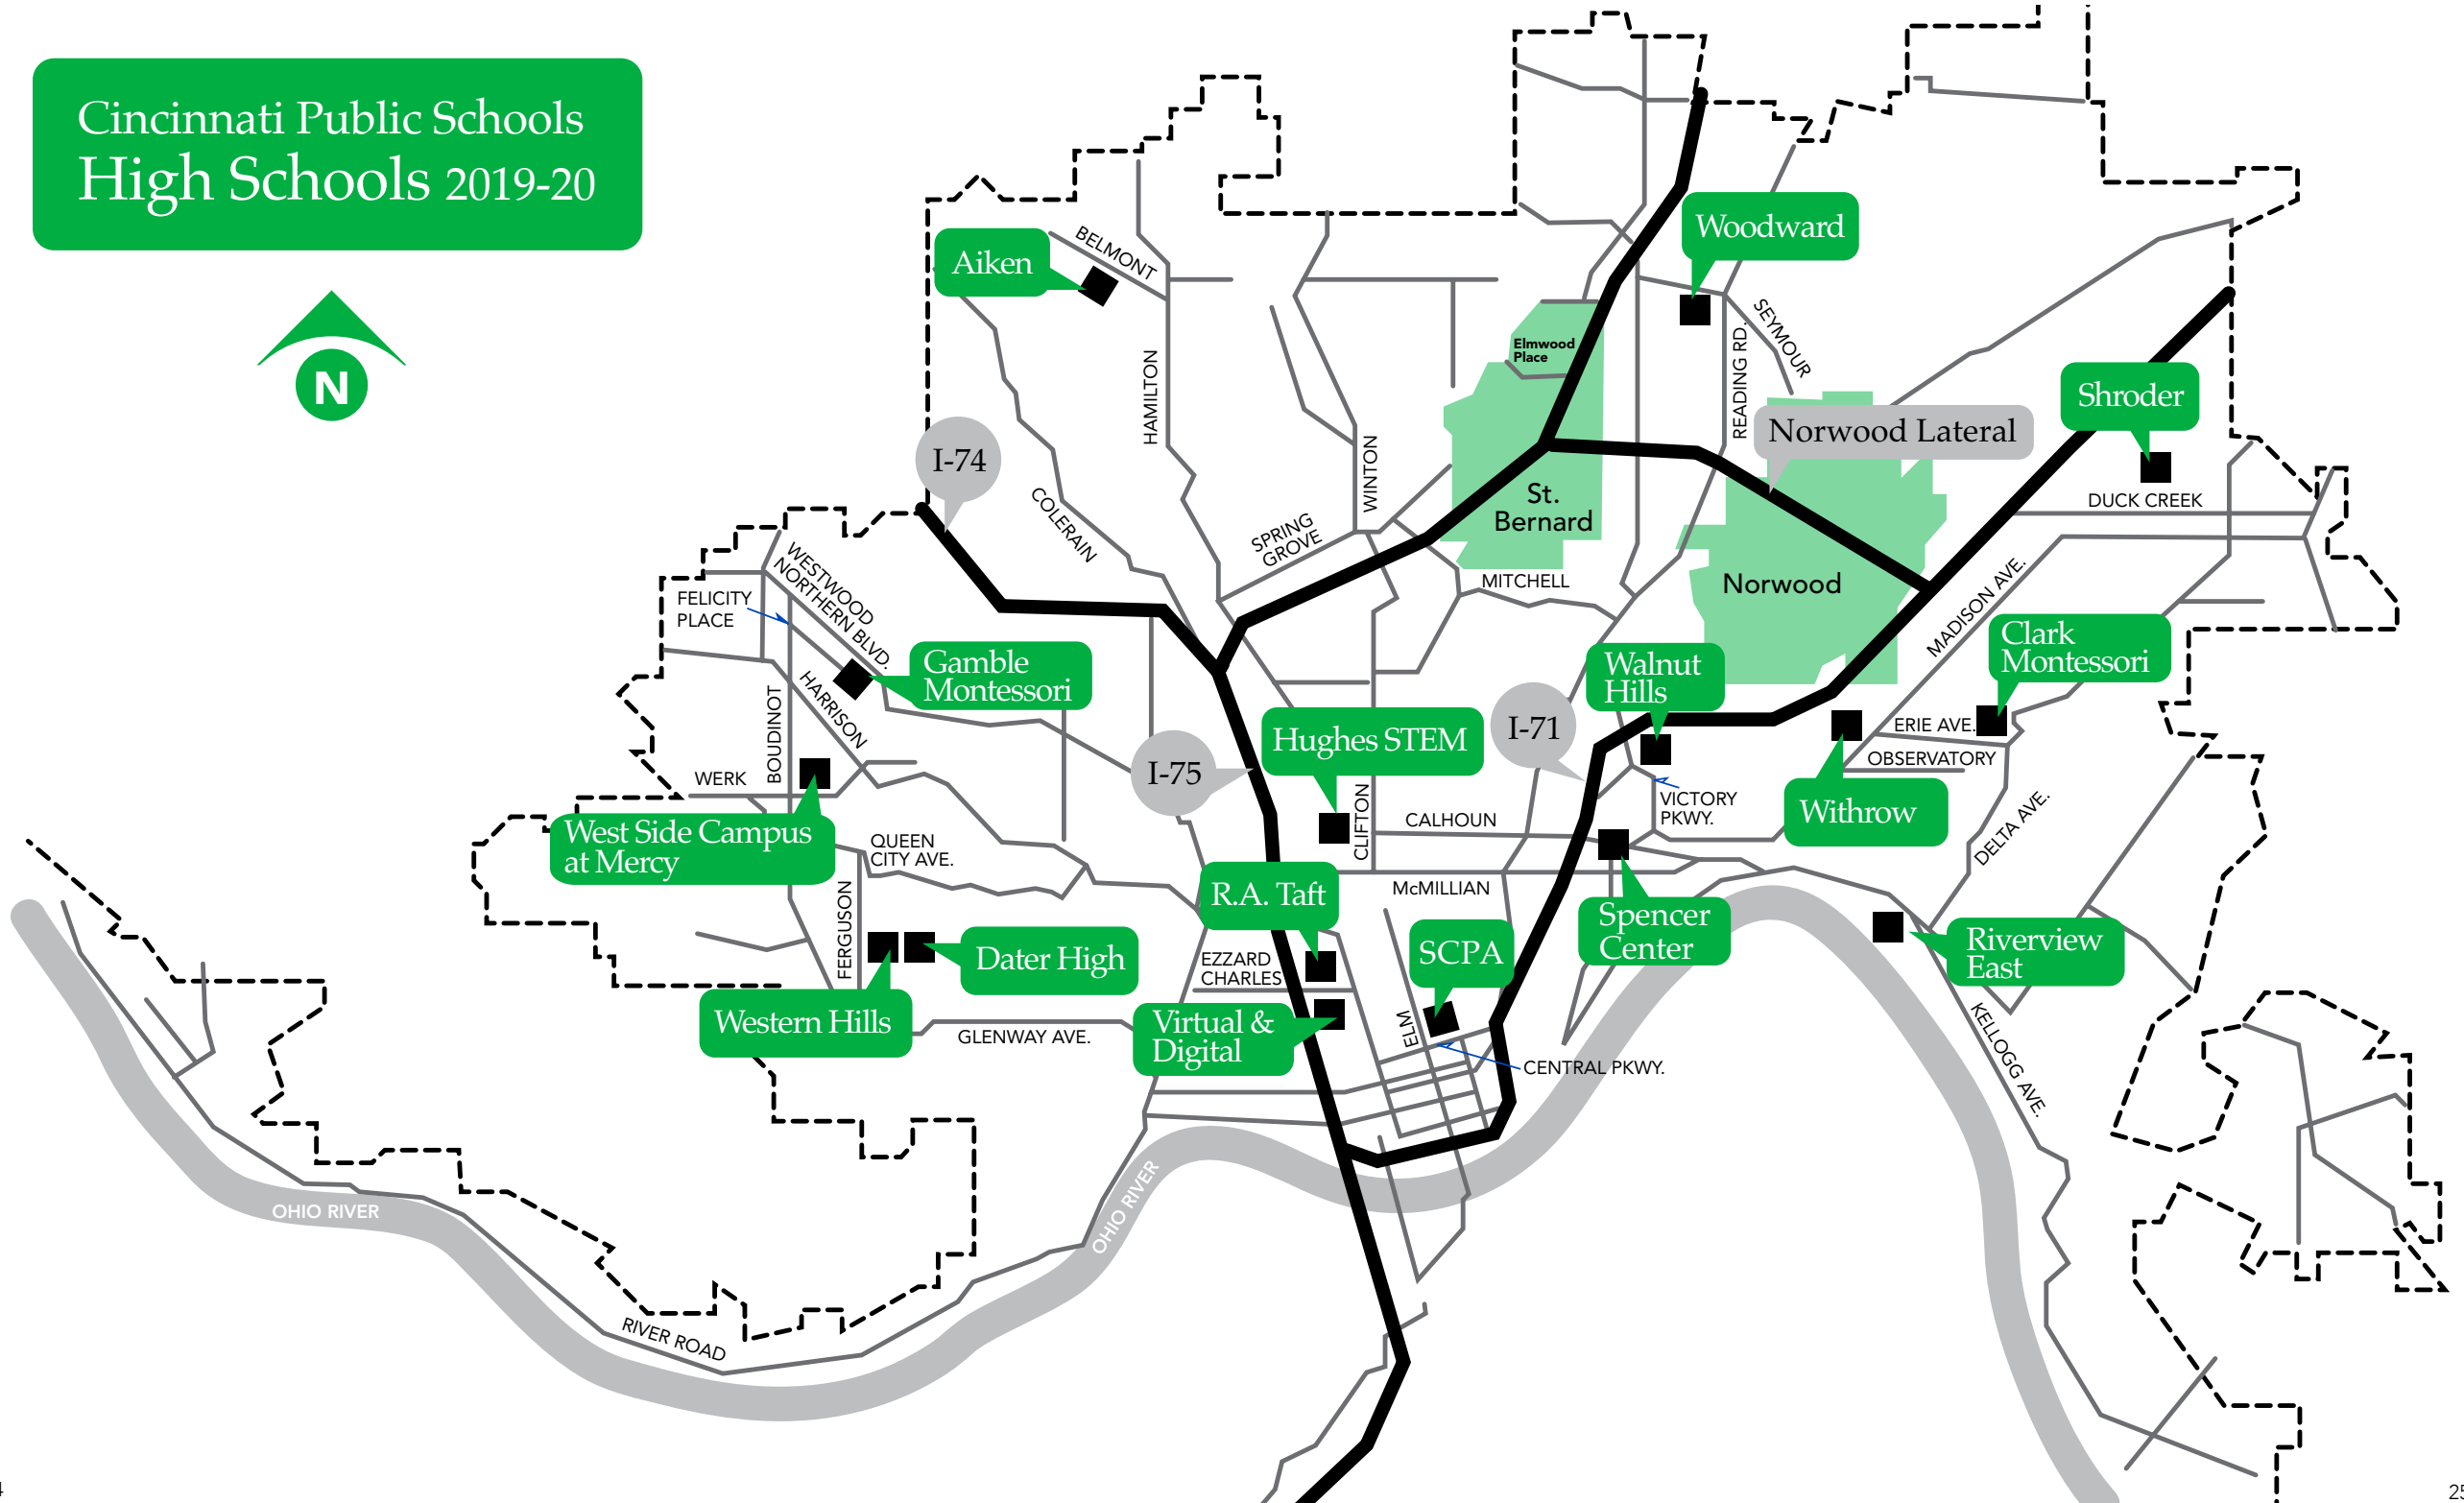 Cincinnati Public Schools
High Schools 2019-20
N
Aiken
BELMONT
Woodward
SEYMOUR
READING RD.
Elmwood
Place
HAMILTON
Shroder
Norwood Lateral
I-74
WINTON
COLERAIN
St.
Bernard
DUCK CREEK
SPRING
GROVE
MITCHELL
Norwood
WESTWOOD
NORTHERN BLVD.
FELICITY
PLACE
MADISON AVE.
Clark
Montessori
Gamble
Montessori
Walnut
Hills
HARRISON
BOUDINOT
Hughes STEM
I-71
ERIE AVE.
OBSERVATORY
I-75
WERK
VICTORY
PKWY.
Withrow
CLIFTON
CALHOUN
West Side Campus
at Mercy
QUEEN
CITY AVE.
DELTA AVE.
R.A. Taft
McMILLIAN
FERGUSON
Spencer
Center
SCPA
Riverview
East
Dater High
EZZARD
CHARLES
Western Hills
GLENWAY AVE.
Virtual &
Digital
ELM
CENTRAL PKWY.
KELLOGG AVE.
OHIO RIVER
OHIO RIVER
RIVER ROAD
4
25